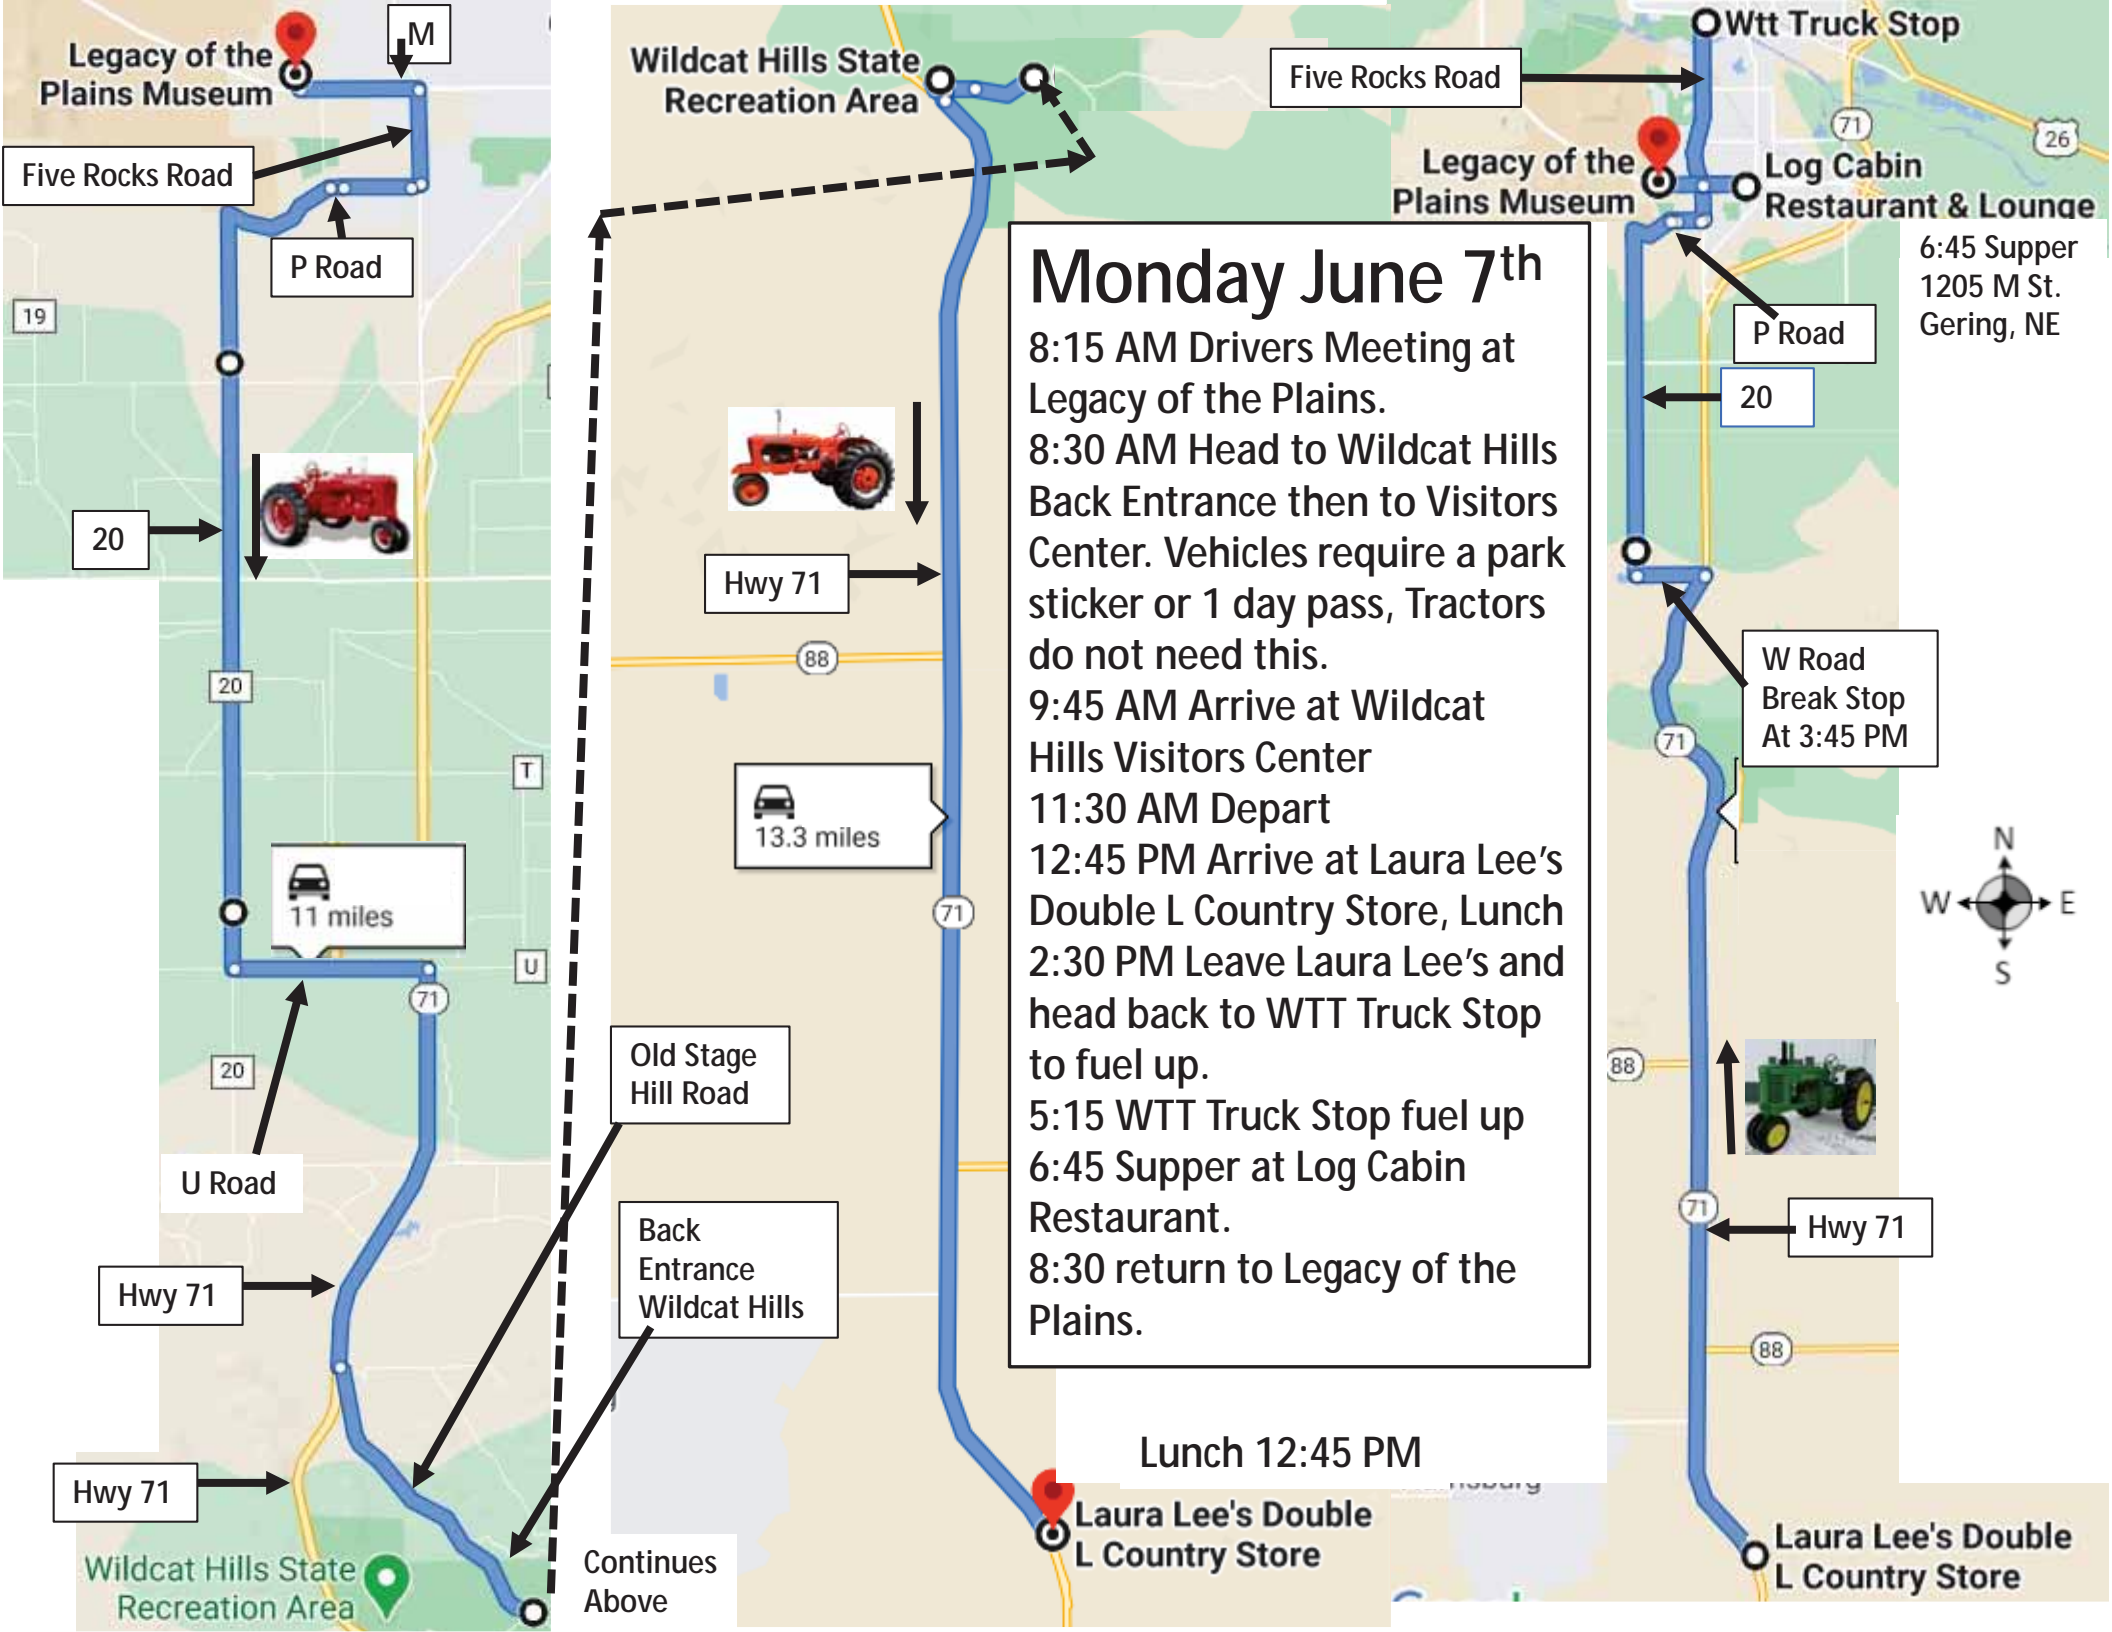 Legacy of the
Plains Museum
M
Five Rocks Road
P Road
19
20
20
T
11 miles
U
71
20
U Road
Hwy 71
Hwy 71
Wildcat Hills State
Recreation Area
Old Stage
Hill Road
Back
Entrance
Wildcat Hills
Continues
Above
Wildcat Hills State
Recreation Area
Hwy 71
88
13.3 miles
71
Monday June 7th
8:15 AM Drivers Meeting at
Legacy of the Plains.
8:30 AM Head to Wildcat Hills
Back Entrance then to Visitors
Center. Vehicles require a park
sticker or 1 day pass, Tractors
do not need this.
9:45 AM Arrive at Wildcat
Hills Visitors Center
11:30 AM Depart
12:45 PM Arrive at Laura Lee’s
Double L Country Store, Lunch
2:30 PM Leave Laura Lee’s and
head back to WTT Truck Stop
to fuel up.
5:15 WTT Truck Stop fuel up
6:45 Supper at Log Cabin
Restaurant.
8:30 return to Legacy of the
Plains.
Lunch 12:45 PM
Laura Lee's Double
L Country Store
Wtt Truck Stop
Five Rocks Road
71
26
Legacy of the
Plains Museum
Log Cabin
Restaurant & Lounge
6:45 Supper
1205 M St.
Gering, NE
P Road
20
W Road
Break Stop
At 3:45 PM
71
N
W E
S
88
71
Hwy 71
88
Laura Lee's Double
L Country Store